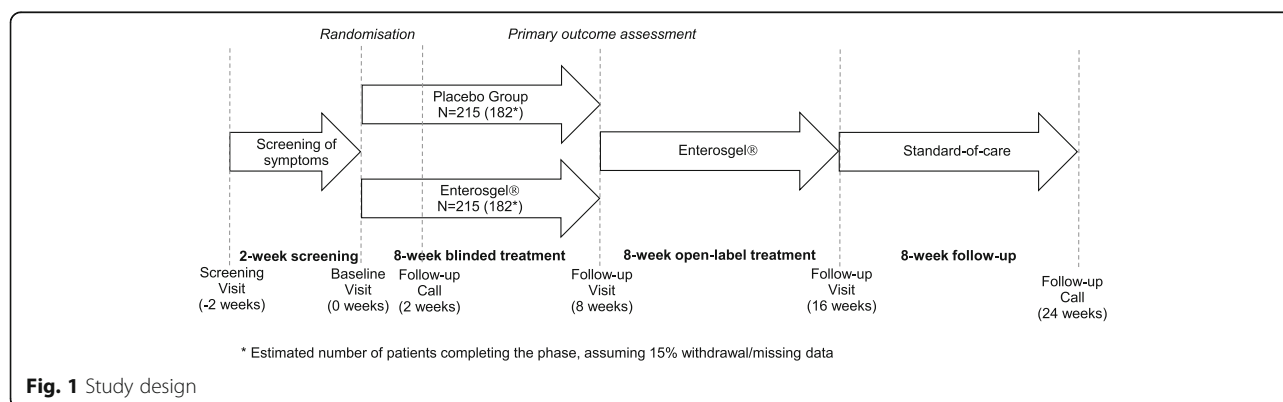 Randomisation
Primary outcome assessment
Placebo Group
N=215 (182*)
Screening of
symptoms
Enterosgel®
Standard-of-care
Enterosgel®
N=215 (182*)
2-week screening
8-week blinded treatment
8-week open-label treatment
8-week follow-up
Screening
Visit
(-2 weeks)
Baseline
Visit
(0 weeks)
Follow-up
Call
(2 weeks)
Follow-up
Visit
(8 weeks)
Follow-up
Visit
(16 weeks)
Follow-up
Call
(24 weeks)
* Estimated number of patients completing the phase, assuming 15% withdrawal/missing data
Fig. 1 Study design